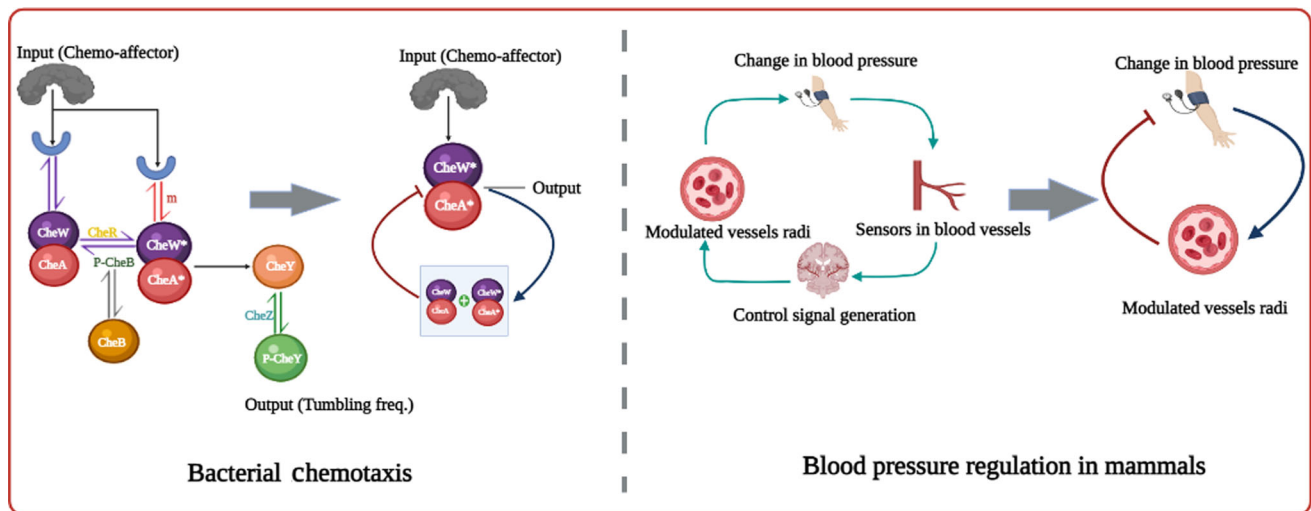 Input (Chemo-affector)
CheW
CheA
CheR
P-CheB
m
CheW*
CheA*
CheB
CheY
CheZ
P-CheY
Output (Tumbling freq.)
Input (Chemo-affector)
CheW*
CheA*
Output
CheW
CheA
CheW*
CheA*
Bacterial chemotaxis
Change in blood pressure
Modulated vessels radi
Sensors in blood vessels
Control signal generation
Change in blood pressure
Modulated vessels radi
Blood pressure regulation in mammals